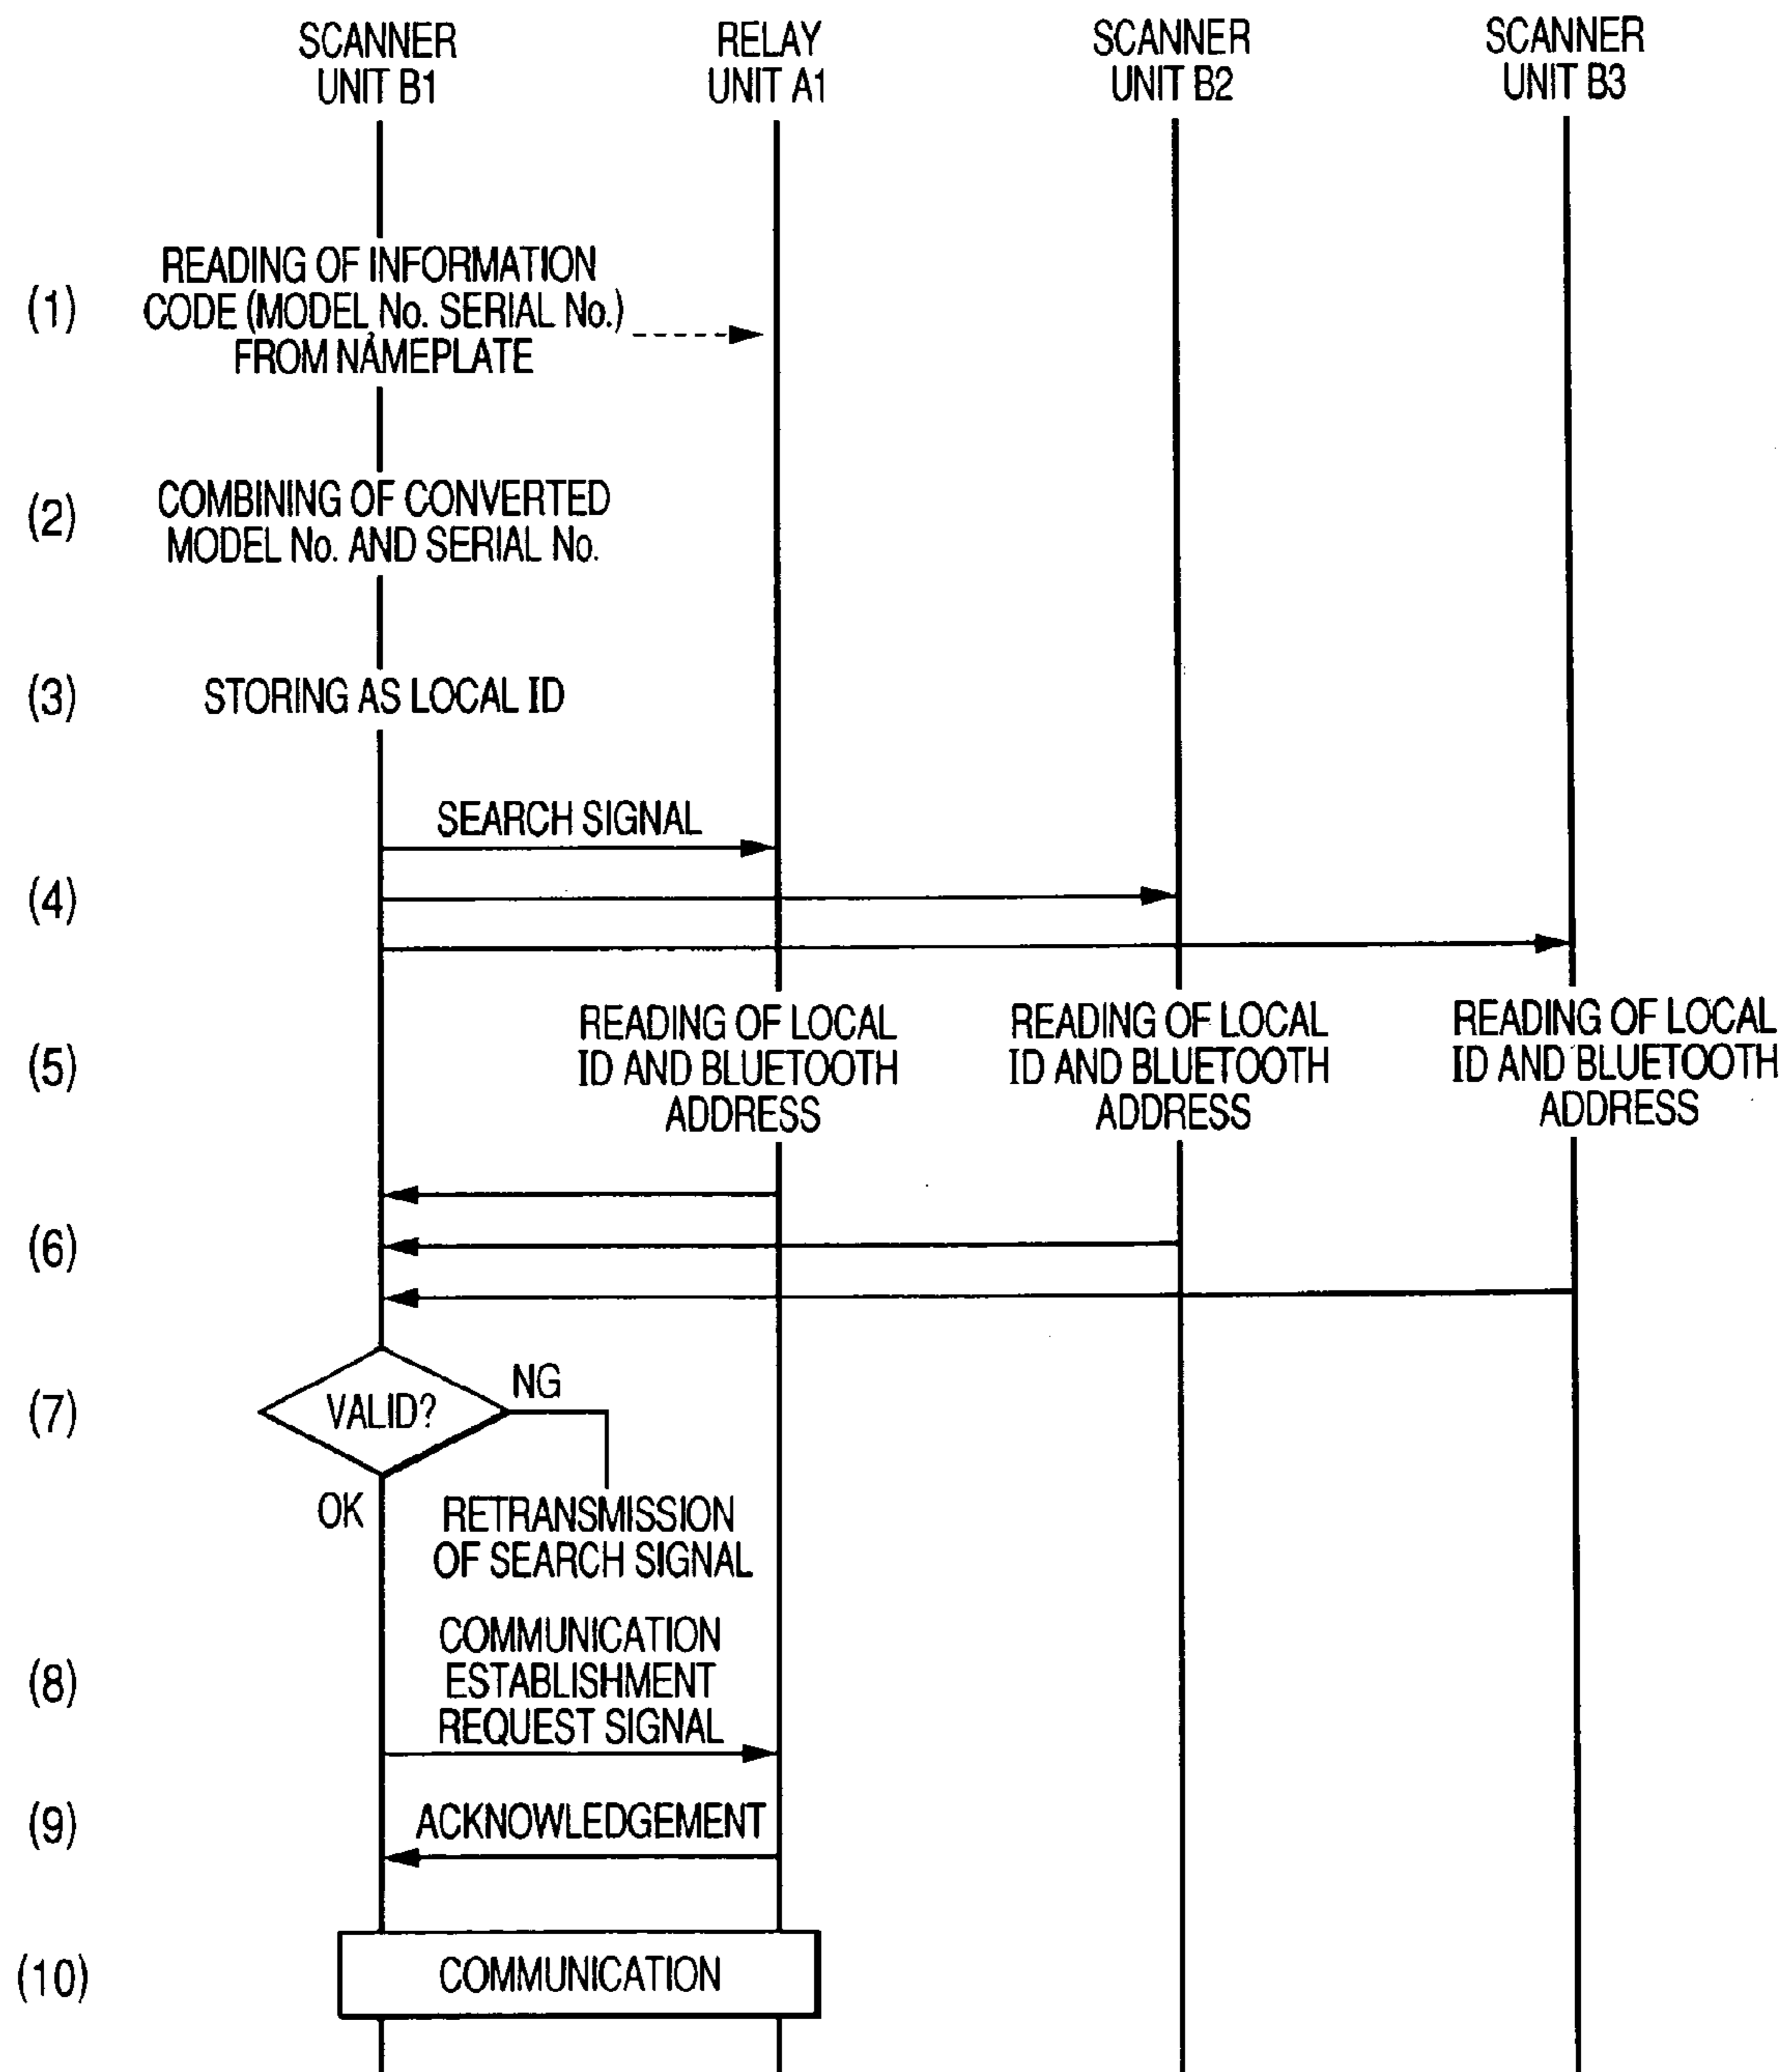 SCANNER
UNIT B1
RELAY
UNIT A1
SCANNER
UNIT B2
SCANNER
UNIT B3
(1)
READING OF INFORMATION
CODE (MODEL No. SERIAL No.)
FROM NAMEPLATE
(2)
COMBINING OF CONVERTED
MODEL No. AND SERIAL No.
(3)
STORING AS LOCAL ID
SEARCH SIGNAL
(4)
(5)
READING OF LOCAL
ID AND BLUETOOTH
ADDRESS
READING OF LOCAL
ID AND BLUETOOTH
ADDRESS
READING OF LOCAL
ID AND BLUETOOTH
ADDRESS
(6)
(7)
VALID?
NG
OK
RETRANSMISSION
OF SEARCH SIGNAL
(8)
COMMUNICATION
ESTABLISHMENT
REQUEST SIGNAL
(9)
ACKNOWLEDGEMENT
(10)
COMMUNICATION